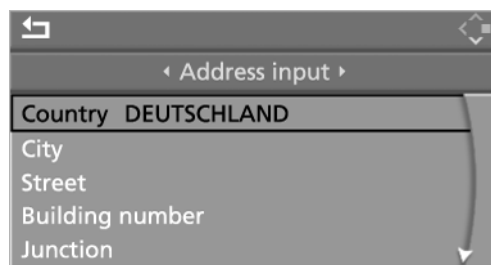 Address input
Country DEUTSCHLAND
City
Street
Building number
Junction